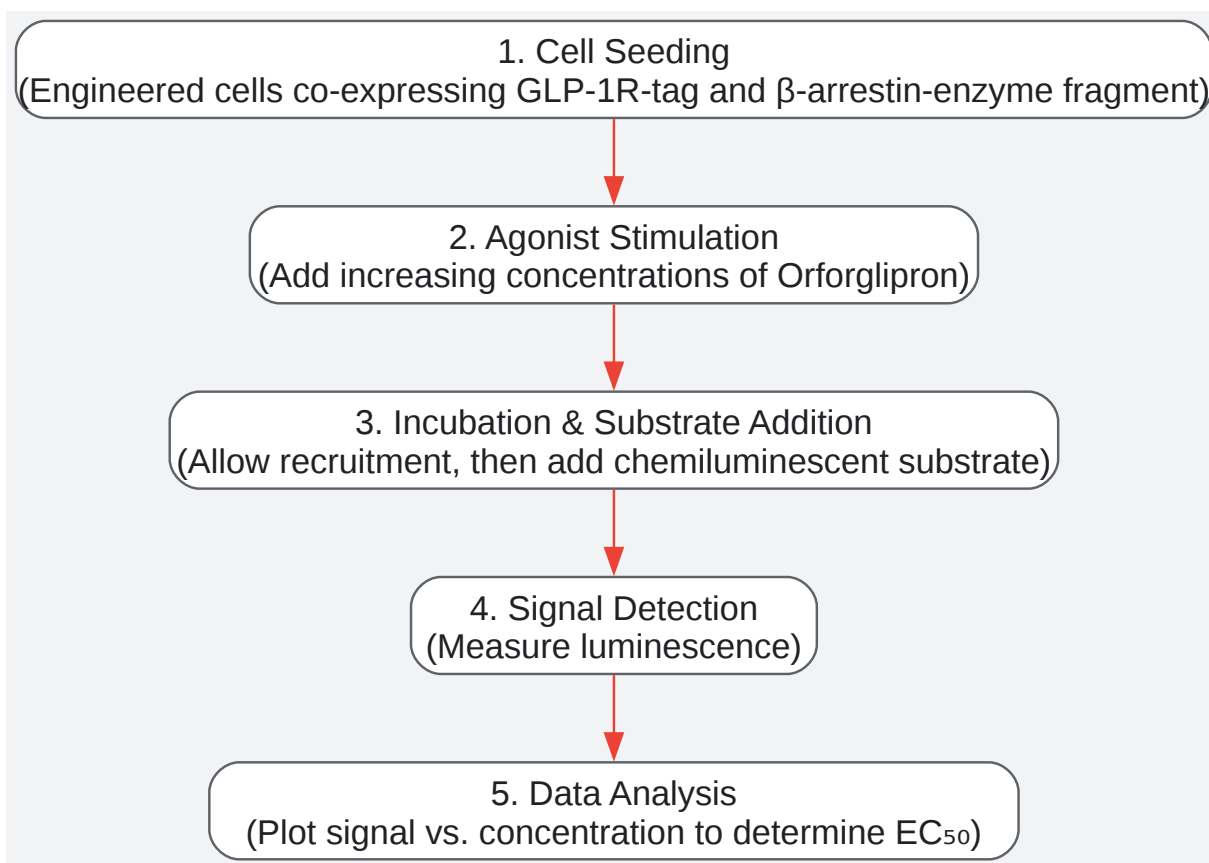 1. Cell Seeding
(Engineered cells co-expressing GLP-1R-tag and β-arrestin-enzyme fragment)
2. Agonist Stimulation
(Add increasing concentrations of Orforglipron)
3. Incubation & Substrate Addition
(Allow recruitment, then add chemiluminescent substrate)
4. Signal Detection
(Measure luminescence)
5. Data Analysis
(Plot signal vs. concentration to determine EC₅₀)